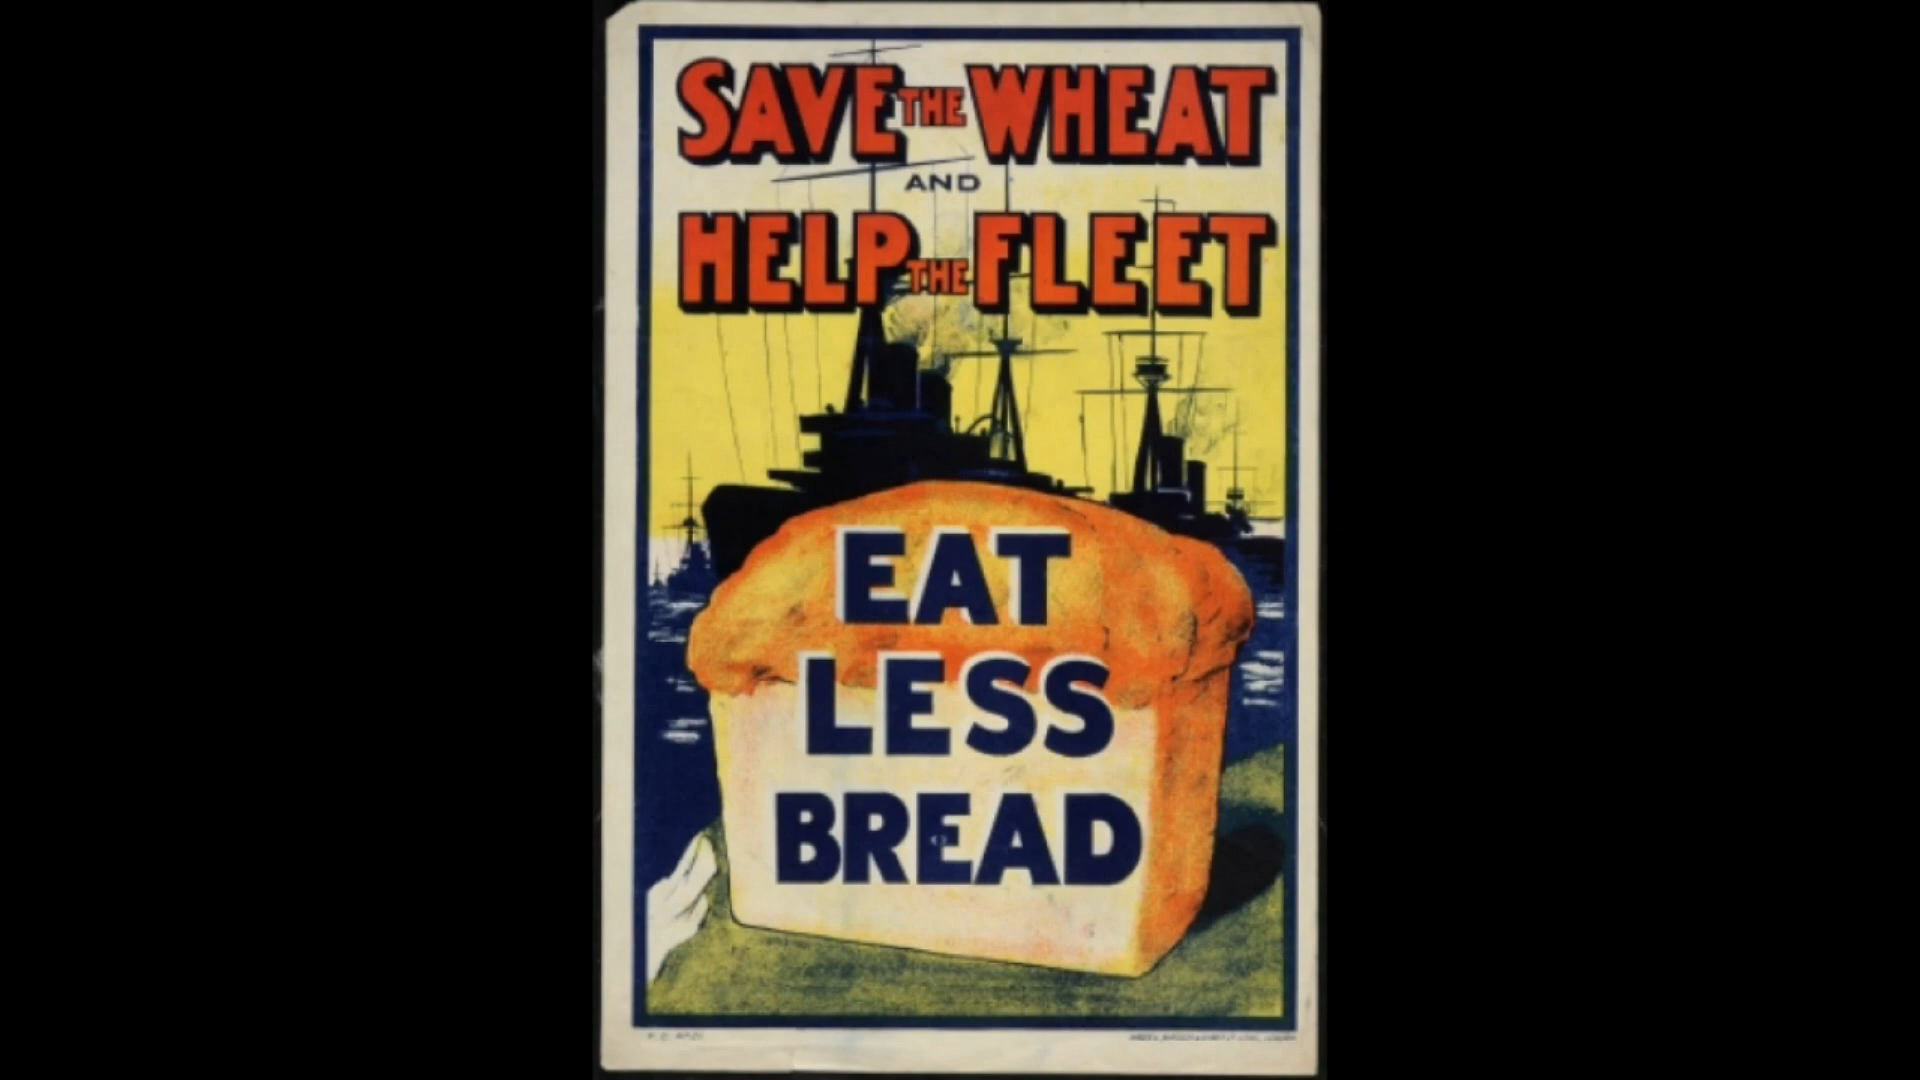 SAVE THE WHEAT
AND
HELP THE FLEET
EAT
LESS
BREAD